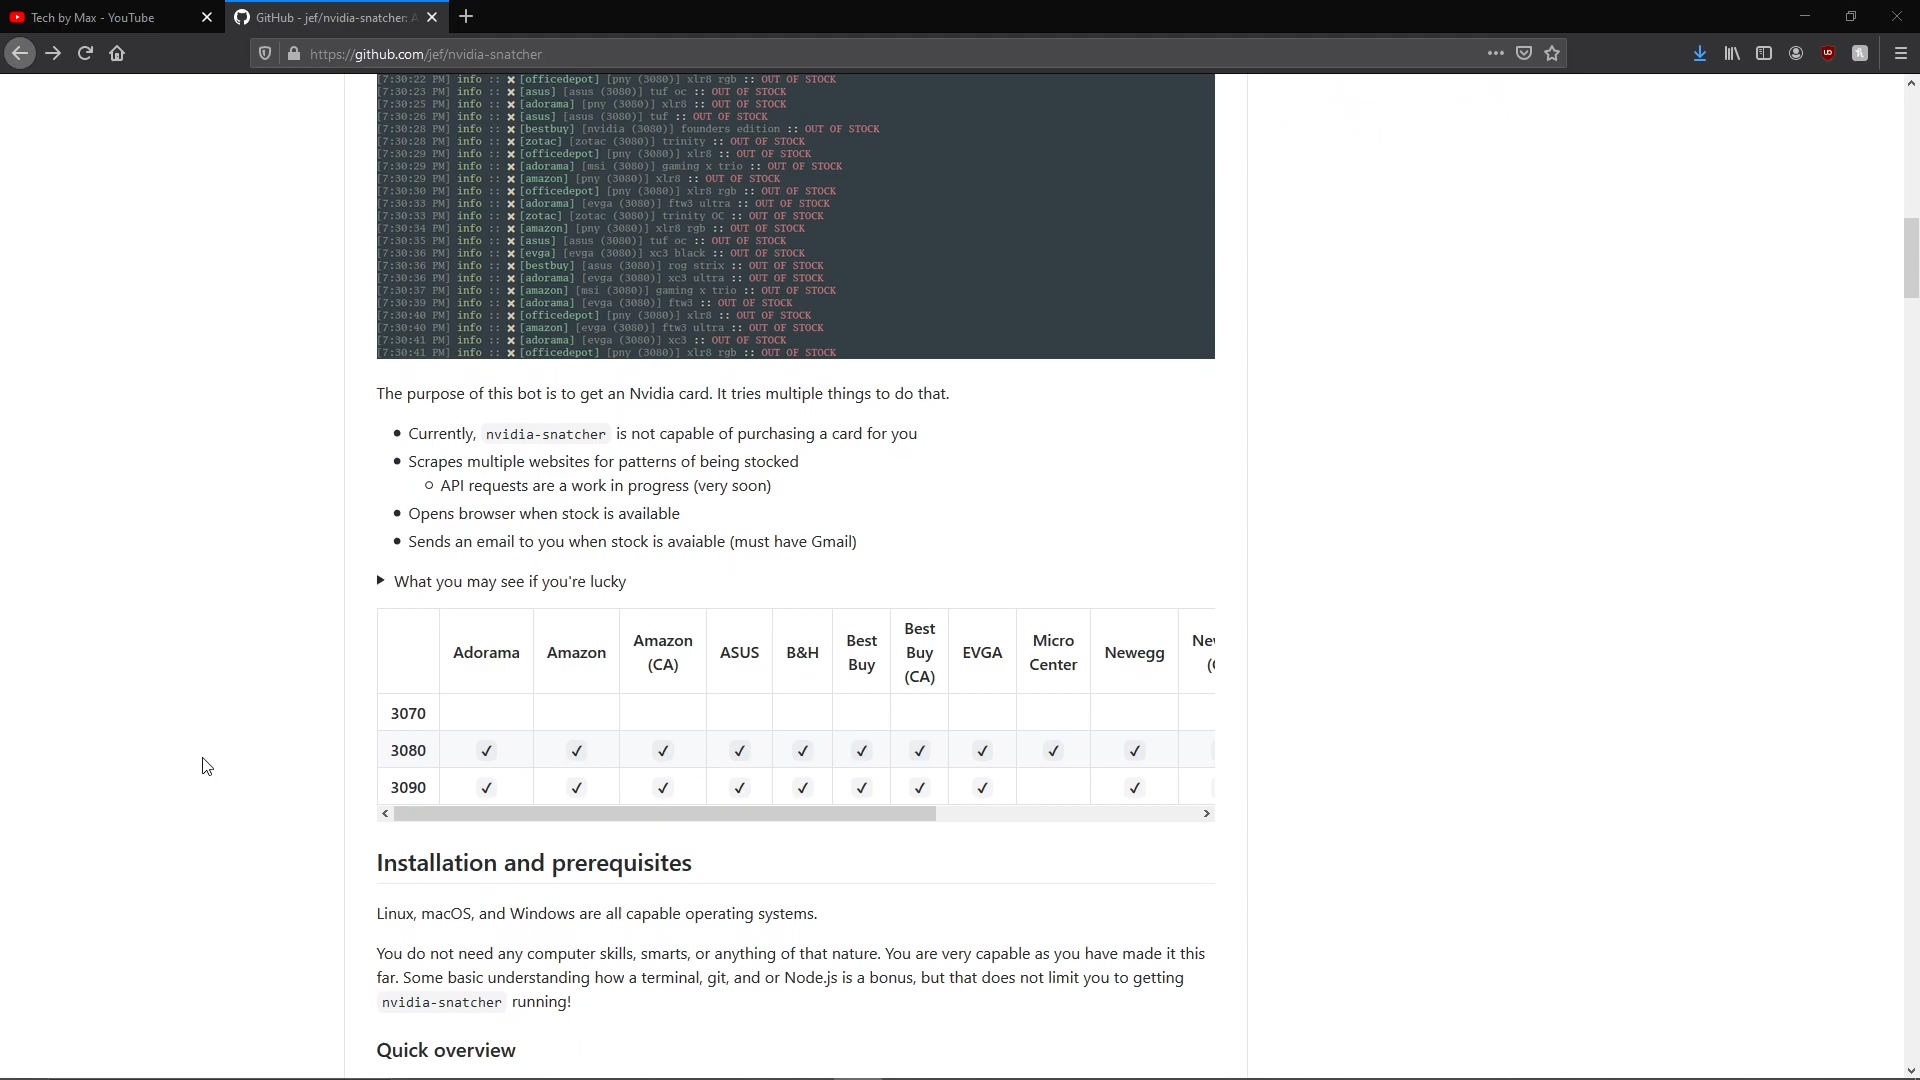 Tech by Max - YouTube
GitHub - jef/nvidia-snatcher: A
https://github.com/jef/nvidia-snatcher
[7:30:22 PM] info :: ✖ [officedepot] [pny (3080)] xlr8 rgb :: OUT OF STOCK
[7:30:23 PM] info :: ✖ [asus] [asus (3080)] tuf oc :: OUT OF STOCK
[7:30:25 PM] info :: ✖ [adorama] [pny (3080)] xlr8 :: OUT OF STOCK
[7:30:26 PM] info :: ✖ [asus] [asus (3080)] tuf :: OUT OF STOCK
[7:30:28 PM] info :: ✖ [bestbuy] [nvidia (3080)] founders edition :: OUT OF STOCK
[7:30:28 PM] info :: ✖ [zotac] [zotac (3080)] trinity :: OUT OF STOCK
[7:30:29 PM] info :: ✖ [officedepot] [pny (3080)] xlr8 :: OUT OF STOCK
[7:30:29 PM] info :: ✖ [adorama] [msi (3080)] gaming x trio :: OUT OF STOCK
[7:30:29 PM] info :: ✖ [amazon] [pny (3080)] xlr8 :: OUT OF STOCK
[7:30:30 PM] info :: ✖ [officedepot] [pny (3080)] xlr8 rgb :: OUT OF STOCK
[7:30:33 PM] info :: ✖ [adorama] [evga (3080)] ftw3 ultra :: OUT OF STOCK
[7:30:33 PM] info :: ✖ [zotac] [zotac (3080)] trinity OC :: OUT OF STOCK
[7:30:34 PM] info :: ✖ [amazon] [pny (3080)] xlr8 rgb :: OUT OF STOCK
[7:30:35 PM] info :: ✖ [asus] [asus (3080)] tuf oc :: OUT OF STOCK
[7:30:36 PM] info :: ✖ [evga] [evga (3080)] xc3 black :: OUT OF STOCK
[7:30:36 PM] info :: ✖ [bestbuy] [asus (3080)] rog strix :: OUT OF STOCK
[7:30:36 PM] info :: ✖ [adorama] [evga (3080)] xc3 ultra :: OUT OF STOCK
[7:30:37 PM] info :: ✖ [amazon] [msi (3080)] gaming x trio :: OUT OF STOCK
[7:30:39 PM] info :: ✖ [adorama] [evga (3080)] ftw3 :: OUT OF STOCK
[7:30:40 PM] info :: ✖ [officedepot] [pny (3080)] xlr8 :: OUT OF STOCK
[7:30:40 PM] info :: ✖ [amazon] [evga (3080)] ftw3 ultra :: OUT OF STOCK
[7:30:41 PM] info :: ✖ [adorama] [evga (3080)] xc3 :: OUT OF STOCK
[7:30:41 PM] info :: ✖ [officedepot] [pny (3080)] xlr8 rgb :: OUT OF STOCK
The purpose of this bot is to get an Nvidia card. It tries multiple things to do that.
• Currently, nvidia-snatcher is not capable of purchasing a card for you
• Scrapes multiple websites for patterns of being stocked
○ API requests are a work in progress (very soon)
• Opens browser when stock is available
• Sends an email to you when stock is avaiable (must have Gmail)
▶ What you may see if you're lucky
Adorama Amazon Amazon (CA) ASUS B&H Best Buy Best Buy (CA) EVGA Micro Center Newegg
3070
3080 ✓ ✓ ✓ ✓ ✓ ✓ ✓ ✓ ✓ ✓
3090 ✓ ✓ ✓ ✓ ✓ ✓ ✓ ✓ ✓
Installation and prerequisites
Linux, macOS, and Windows are all capable operating systems.
You do not need any computer skills, smarts, or anything of that nature. You are very capable as you have made it this
far. Some basic understanding how a terminal, git, and or Node.js is a bonus, but that does not limit you to getting
nvidia-snatcher running!
Quick overview